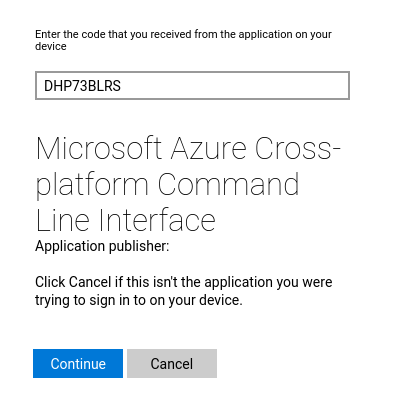 Enter the code that you received from the application on your
device
DHP73BLRS
Microsoft Azure Cross-
platform Command
Line Interface
Application publisher:
Click Cancel if this isn't the application you were
trying to sign in to on your device.
Continue
Cancel